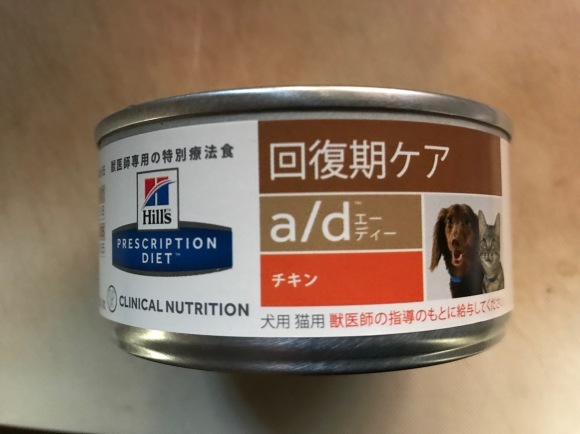 獣医師専用の特別療法食
Hill's
PRESCRIPTION
DIET™
CLINICAL NUTRITION
回復期ケア
a/d™ エー
ディー
チキン
犬用 猫用 獣医師の指導のもとに給与してくださ